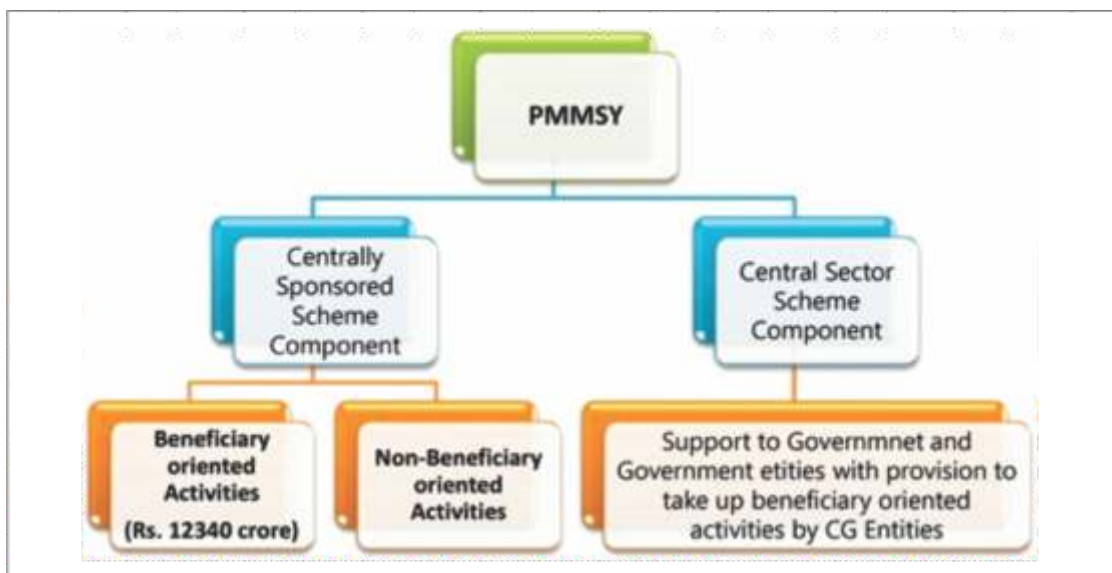 PMMSY
Centrally
Sponsored
Scheme
Component
Central Sector
Scheme
Component
Beneficiary
oriented
Activities
(Rs. 12340 crore)
Non-Beneficiary
oriented
Activities
Support to Governmnet and
Government etities with provision to
take up beneficiary oriented
activities by CG Entities